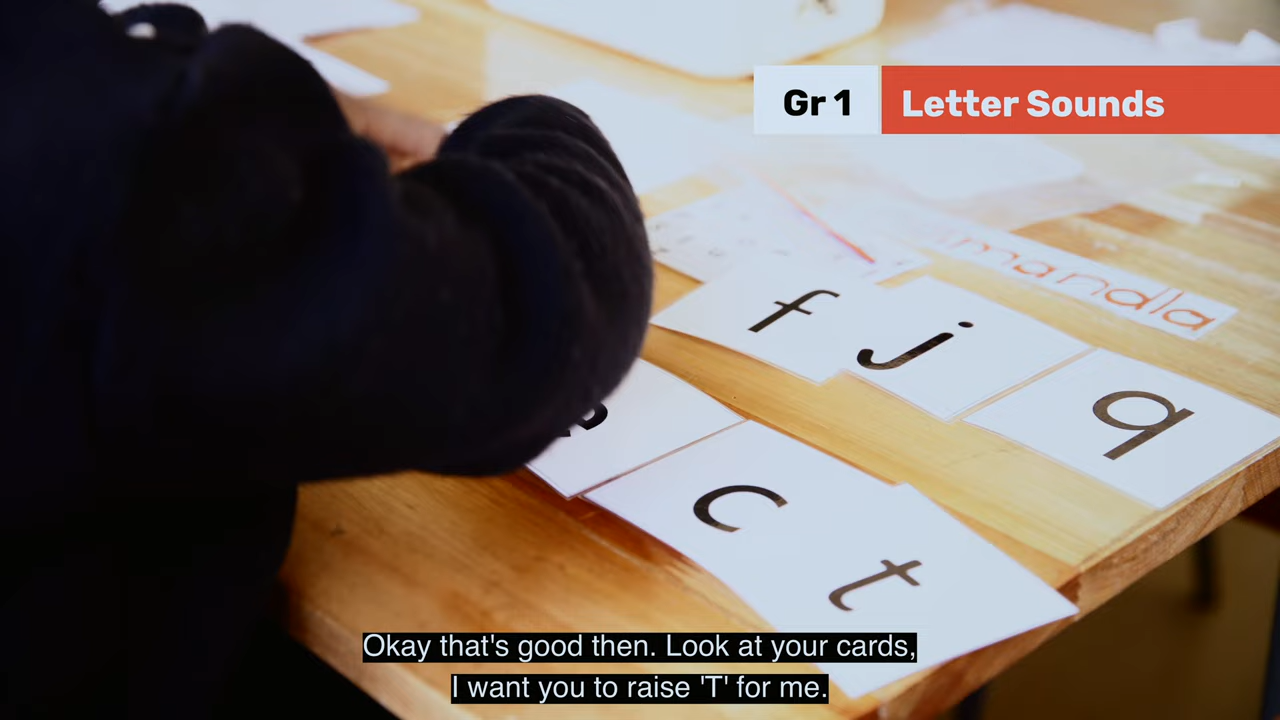 Gr 1 Letter Sounds
mandla
f j q
c t
Okay that's good then. Look at your cards,
I want you to raise 'T' for me.